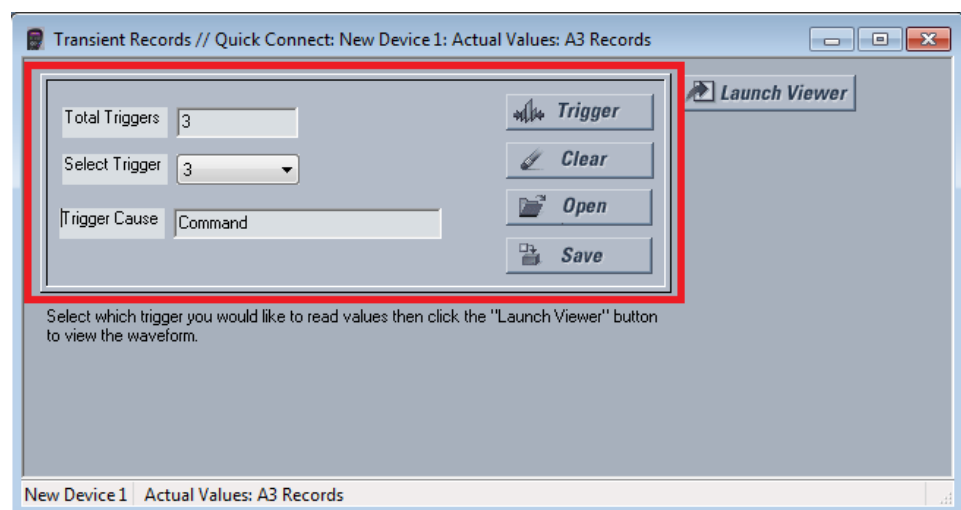 Transient Records // Quick Connect: New Device 1: Actual Values: A3 Records
Total Triggers 3
Select Trigger 3
Trigger Cause Command
Trigger
Clear
Open
Save
Launch Viewer
Select which trigger you would like to read values then click the "Launch Viewer" button
to view the waveform.
New Device 1 Actual Values: A3 Records